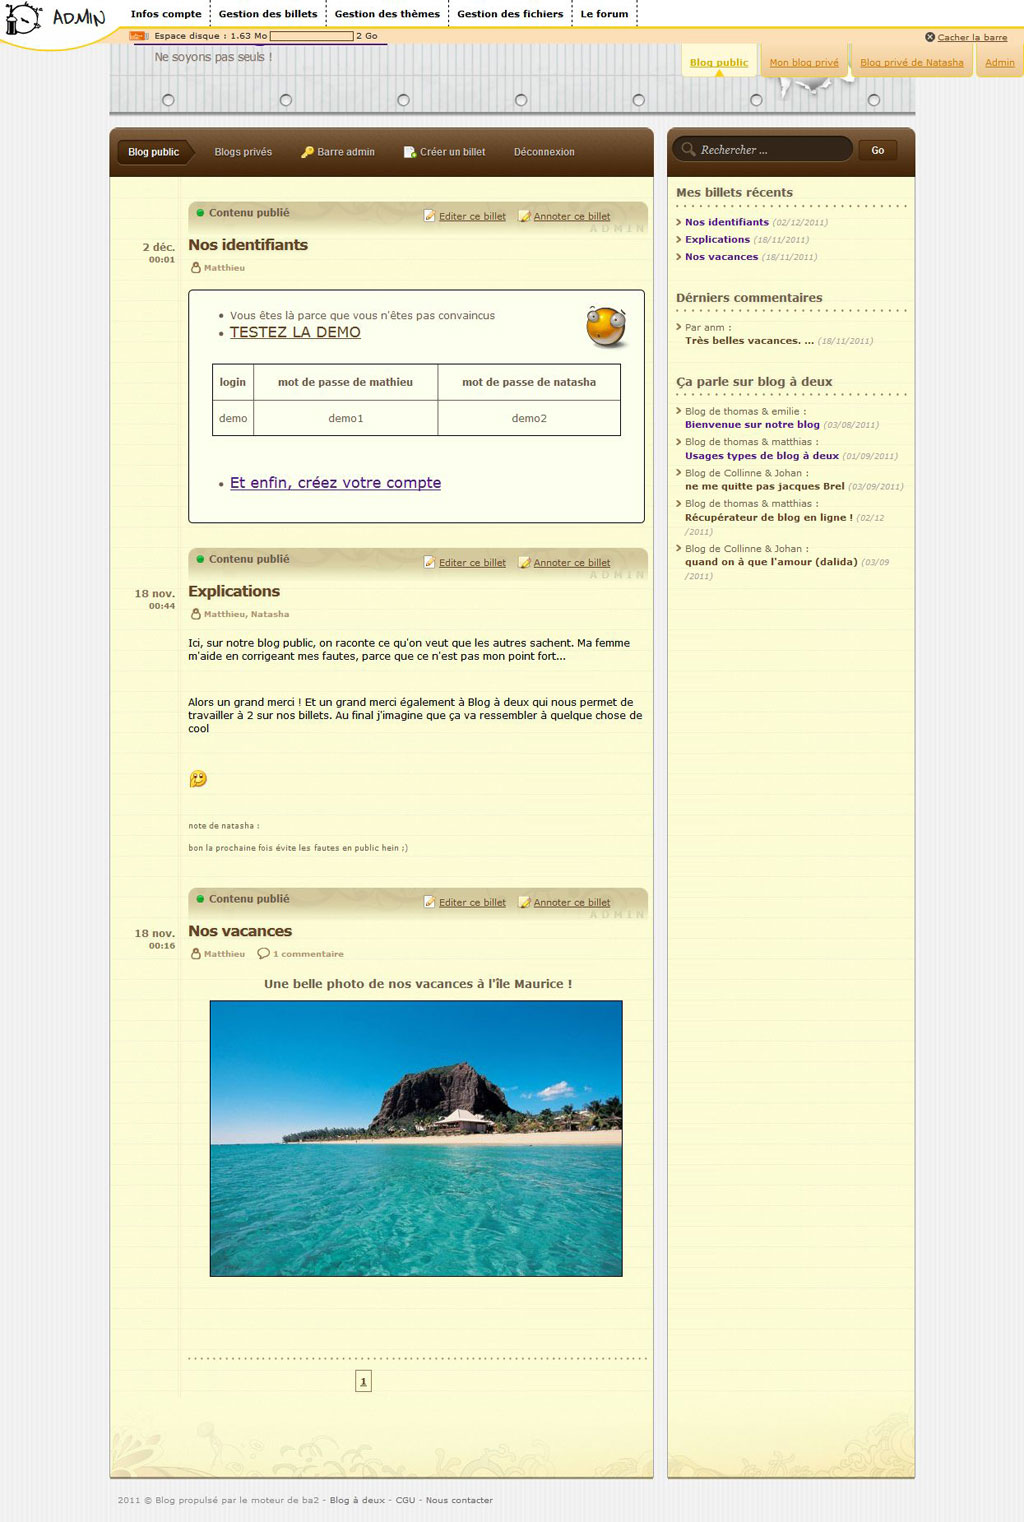 ADMIN
Infos compte
Gestion des billets
Gestion des thèmes
Gestion des fichiers
Le forum
Espace disque : 1.63 Mo
2 Go
Cacher la barre
Ne soyons pas seuls !
Blog public
Mon blog privé
Blog privé de Natasha
Admin
Blog public
Blogs privés
Barre admin
Créer un billet
Déconnexion
Rechercher ...
Go
Contenu publié
Editer ce billet
Annoter ce billet
ADMIN
2 déc.
00:01
Nos identifiants
Matthieu
Vous êtes là parce que vous n'êtes pas convaincus
TESTEZ LA DEMO
login mot de passe de mathieu mot de passe de natasha
demo demo1 demo2
Et enfin, créez votre compte
Contenu publié
Editer ce billet
Annoter ce billet
ADMIN
18 nov.
00:44
Explications
Matthieu, Natasha
Ici, sur notre blog public, on raconte ce qu'on veut que les autres sachent. Ma femme
m'aide en corrigeant mes fautes, parce que ce n'est pas mon point fort...
Alors un grand merci ! Et un grand merci également à Blog à deux qui nous permet de
travailler à 2 sur nos billets. Au final j'imagine que ça va ressembler à quelque chose de
cool
note de natasha :
bon la prochaine fois évite les fautes en public hein ;)
Contenu publié
Editer ce billet
Annoter ce billet
ADMIN
18 nov.
00:16
Nos vacances
Matthieu
1 commentaire
Une belle photo de nos vacances à l'île Maurice !
1
Mes billets récents
Nos identifiants (02/12/2011)
Explications (18/11/2011)
Nos vacances (18/11/2011)
Dérniers commentaires
Par anm :
Très belles vacances. ... (18/11/2011)
Ça parle sur blog à deux
Blog de thomas & emilie :
Bienvenue sur notre blog (03/08/2011)
Blog de thomas & matthias :
Usages types de blog à deux (01/09/2011)
Blog de Collinne & Johan :
ne me quitte pas jacques Brel (03/09/2011)
Blog de thomas & matthias :
Récupérateur de blog en ligne ! (02/12
/2011)
Blog de Collinne & Johan :
quand on à que l'amour (dalida) (03/09
/2011)
2011 © Blog propulsé par le moteur de ba2 - Blog à deux - CGU - Nous contacter